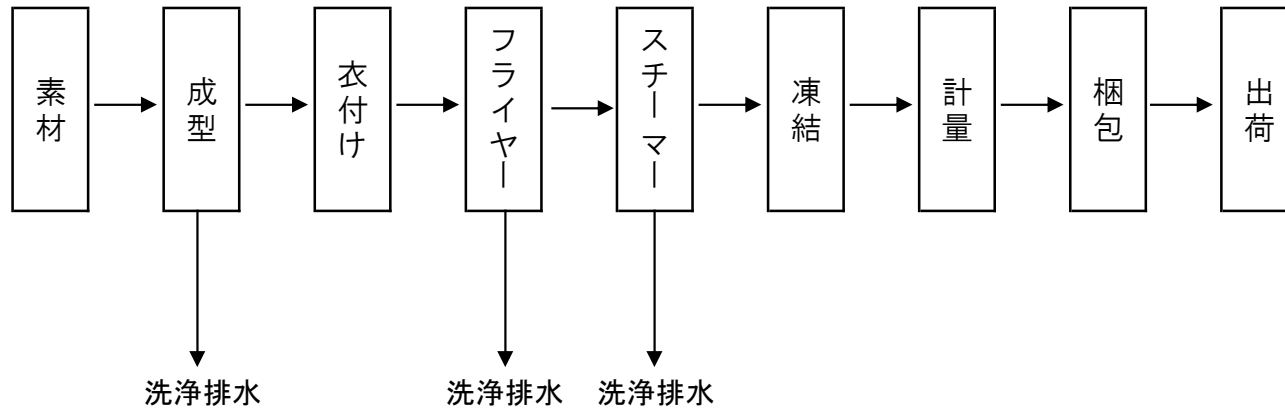 素材
成型
衣付け
フライヤー
スチーマー
凍結
計量
梱包
出荷
洗浄排水
洗浄排水
洗浄排水